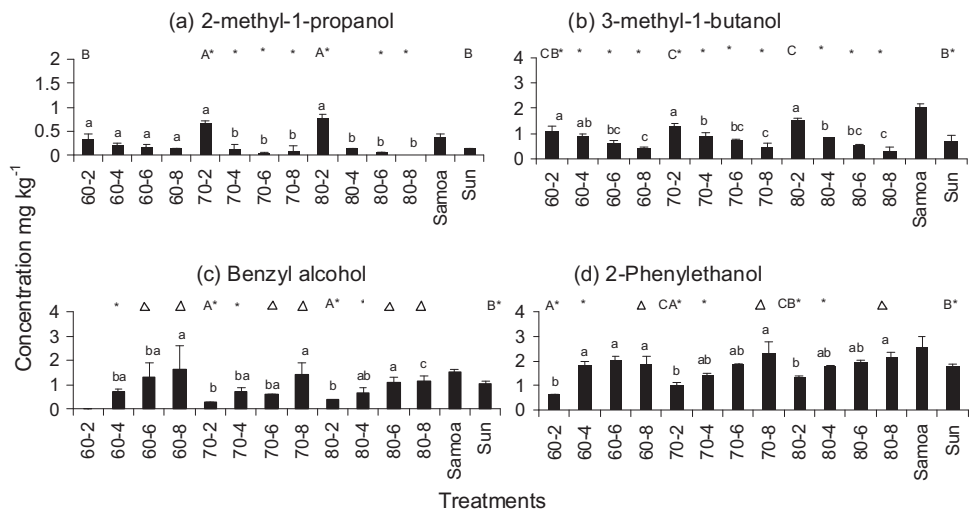 (a) 2-methyl-1-propanol
(b) 3-methyl-1-butanol
B A* * * * A* * * B
CB* * * * C* * * * C * * * B*
2
1.5
1
0.5
0
a a a a a b b b a b b b
4
3
2
1
0
a ab bc c a b bc c a b bc c
60-2 60-4 60-6 60-8 70-2 70-4 70-6 70-8 80-2 80-4 80-6 80-8 Samoa Sun
60-2 60-4 60-6 60-8 70-2 70-4 70-6 70-8 80-2 80-4 80-6 80-8 Samoa Sun
Concentration mg kg-1
(c) Benzyl alcohol
(d) 2-Phenylethanol
* △ △ A* * △ △ A* * △ △ B*
A* * △ CA* * △ CB* * △ B*
4
3
2
1
0
ba ba a b ba ba a b ab a c
4
3
2
1
0
b a a a b ab ab a b ab ab a
60-2 60-4 60-6 60-8 70-2 70-4 70-6 70-8 80-2 80-4 80-6 80-8 Samoa Sun
60-2 60-4 60-6 60-8 70-2 70-4 70-6 70-8 80-2 80-4 80-6 80-8 Samoa Sun
Treatments